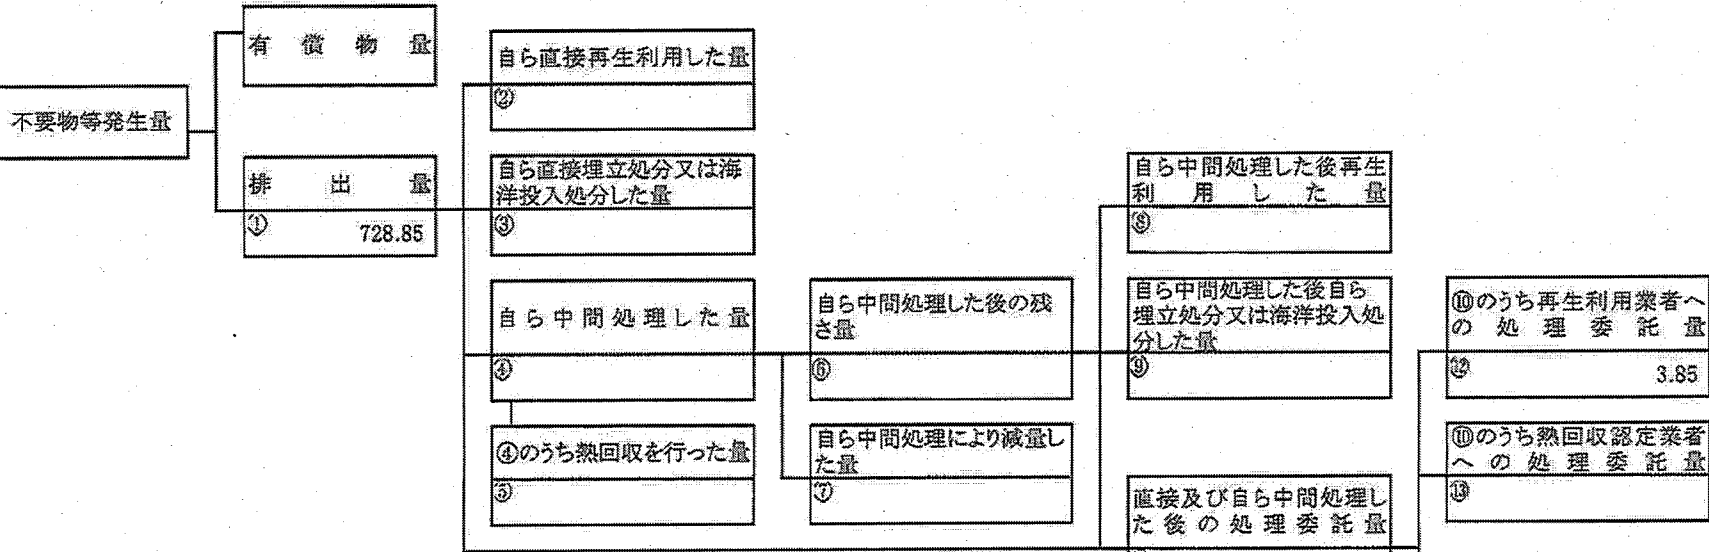 不要物等発生量
有償物量
排出量
①
728.85
自ら直接再生利用した量
②
自ら直接埋立処分又は海
洋投入処分した量
③
自ら中間処理した量
④
④のうち熱回収を行った量
⑤
自ら中間処理した後の残
さ量
⑥
自ら中間処理により減量し
た量
⑦
自ら中間処理した後再生
利用した量
⑧
自ら中間処理した後自ら
埋立処分又は海洋投入処
分した量
⑨
直接及び自ら中間処理し
た後の処理委託量
⑩のうち再生利用業者へ
の処理委託量
⑫
3.85
⑩のうち熱回収認定業者
への処理委託量
⑬